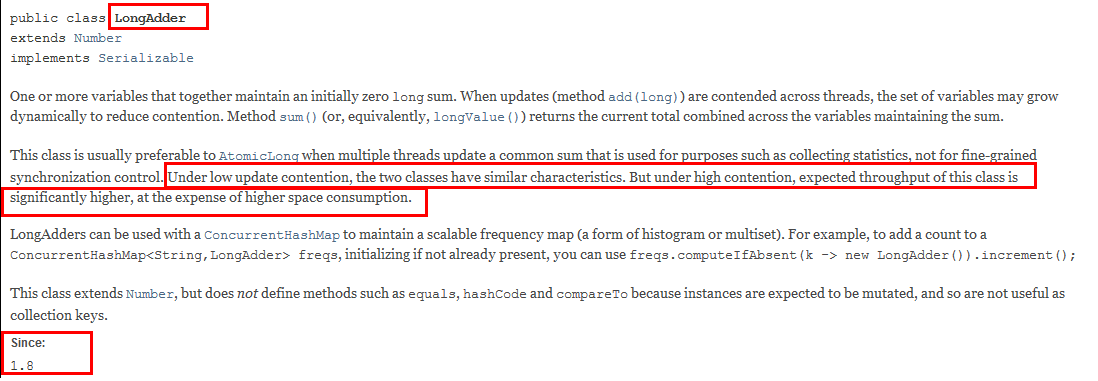 public class LongAdder
extends Number
implements Serializable
One or more variables that together maintain an initially zero long sum. When updates (method add(long)) are contended across threads, the set of variables may grow
dynamically to reduce contention. Method sum() (or, equivalently, longValue()) returns the current total combined across the variables maintaining the sum.
This class is usually preferable to AtomicLong when multiple threads update a common sum that is used for purposes such as collecting statistics, not for fine-grained
synchronization control. Under low update contention, the two classes have similar characteristics. But under high contention, expected throughput of this class is
significantly higher, at the expense of higher space consumption.
LongAdders can be used with a ConcurrentHashMap to maintain a scalable frequency map (a form of histogram or multiset). For example, to add a count to a
ConcurrentHashMap<String,LongAdder> freqs, initializing if not already present, you can use freqs.computeIfAbsent(k -> new LongAdder()).increment();
This class extends Number, but does not define methods such as equals, hashCode and compareTo because instances are expected to be mutated, and so are not useful as
collection keys.
Since:
1.8